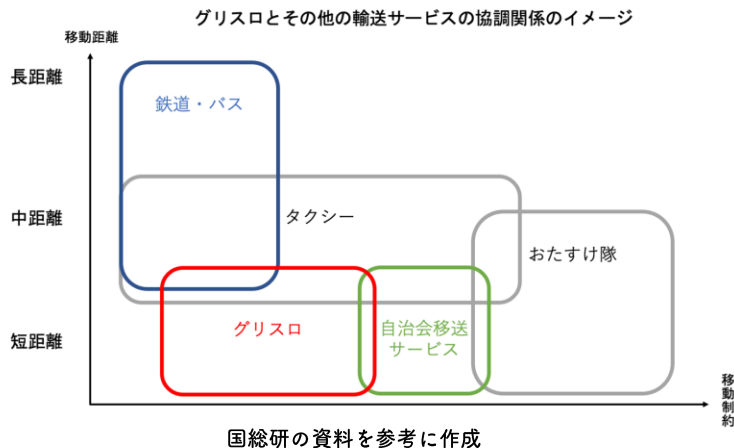 グリスロとその他の輸送サービスの協調関係のイメージ
移動距離
長距離
鉄道・バス
中距離
タクシー
おたすけ隊
短距離
グリスロ
自治会移送
サービス
移動制約
国総研の資料を参考に作成